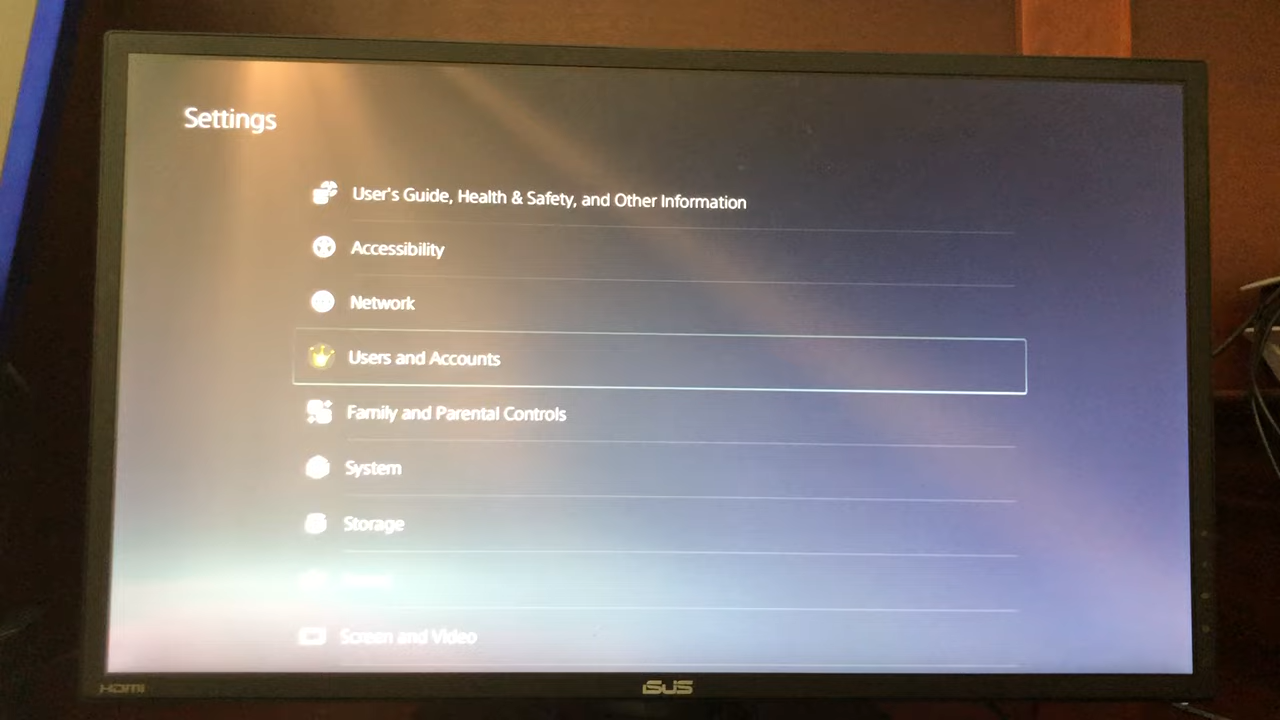 Settings
User's Guide, Health & Safety, and Other Information
Accessibility
Network
Users and Accounts
Family and Parental Controls
System
Storage
Screen and Video
HDMI
ASUS